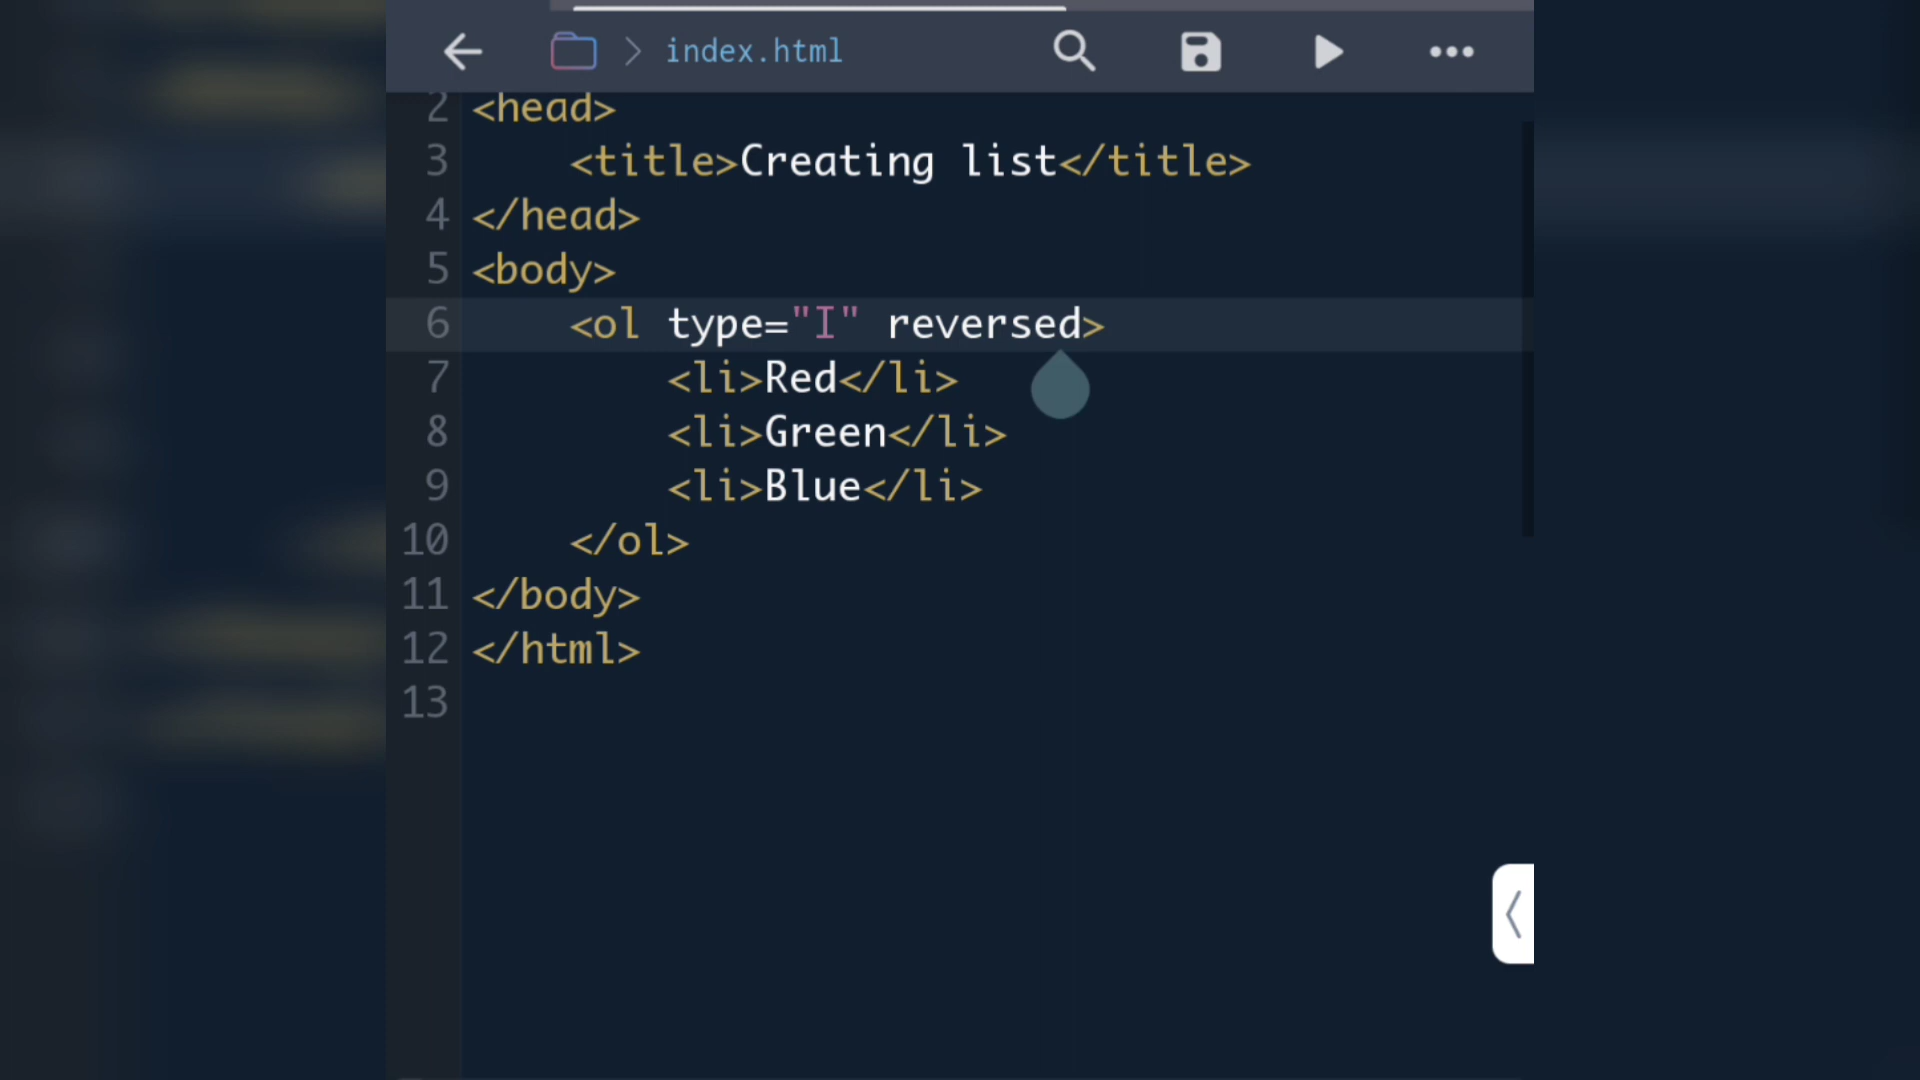 index.html
2 <head>
3 <title>Creating list</title>
4 </head>
5 <body>
6 <ol type="I" reversed>
7 <li>Red</li>
8 <li>Green</li>
9 <li>Blue</li>
10 </ol>
11 </body>
12 </html>
13